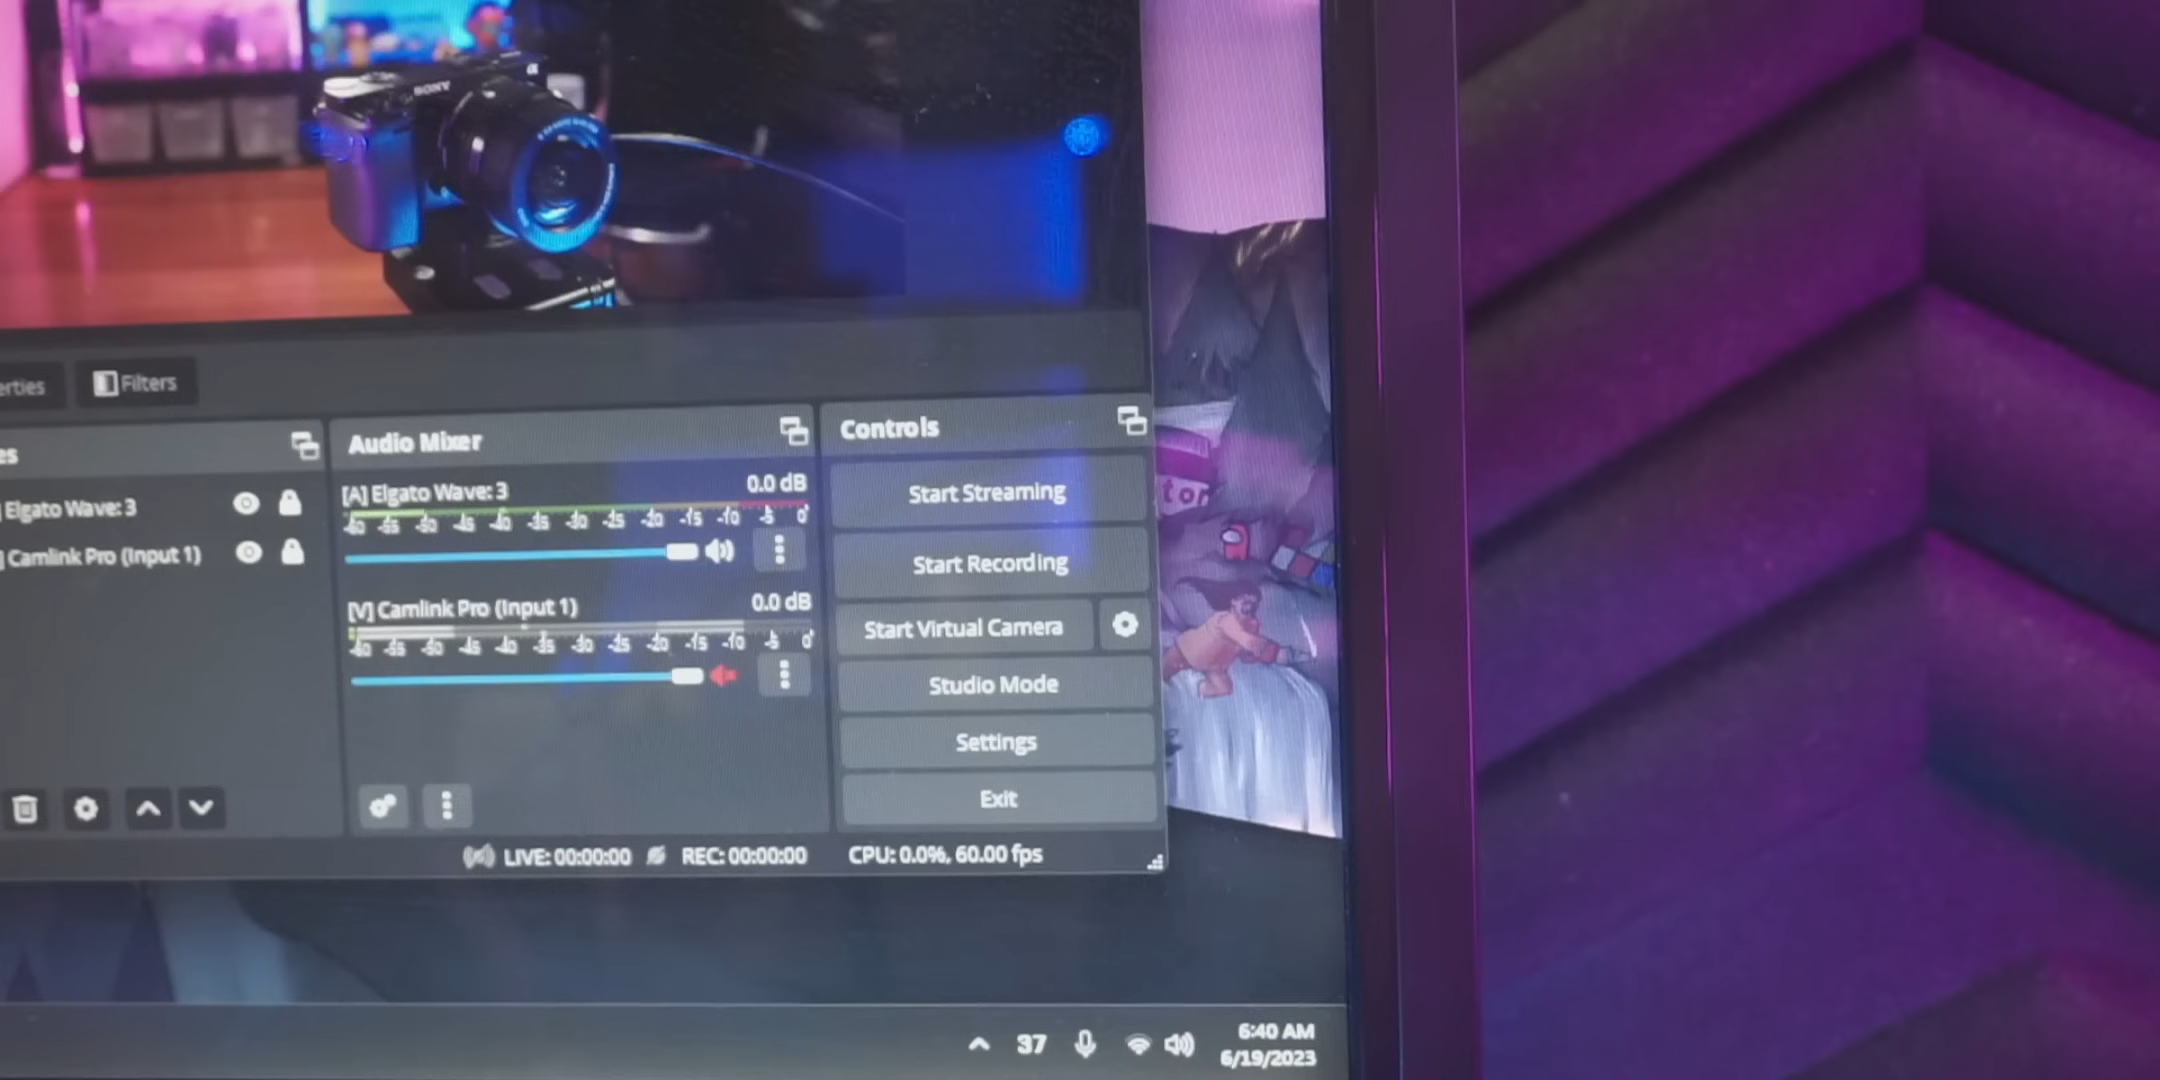 SONY
α
erties
Filters
es
Audio Mixer
Controls
Elgato Wave: 3
Camlink Pro (Input 1)
[A] Elgato Wave: 3
0.0 dB
-60 -55 -50 -45 -40 -35 -30 -25 -20 -15 -10 -5 0
[V] Camlink Pro (Input 1)
0.0 dB
-60 -55 -50 -45 -40 -35 -30 -25 -20 -15 -10 -5 0
Start Streaming
Start Recording
Start Virtual Camera
Studio Mode
Settings
Exit
tor
LIVE: 00:00:00
REC: 00:00:00
CPU: 0.0%, 60.00 fps
37
6:40 AM
6/19/2023